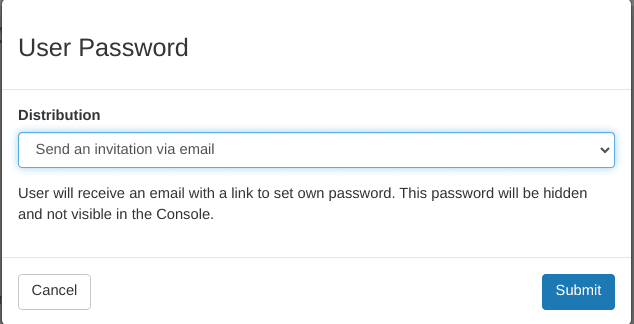 User Password
Distribution
Send an invitation via email
User will receive an email with a link to set own password. This password will be hidden
and not visible in the Console.
Cancel
Submit